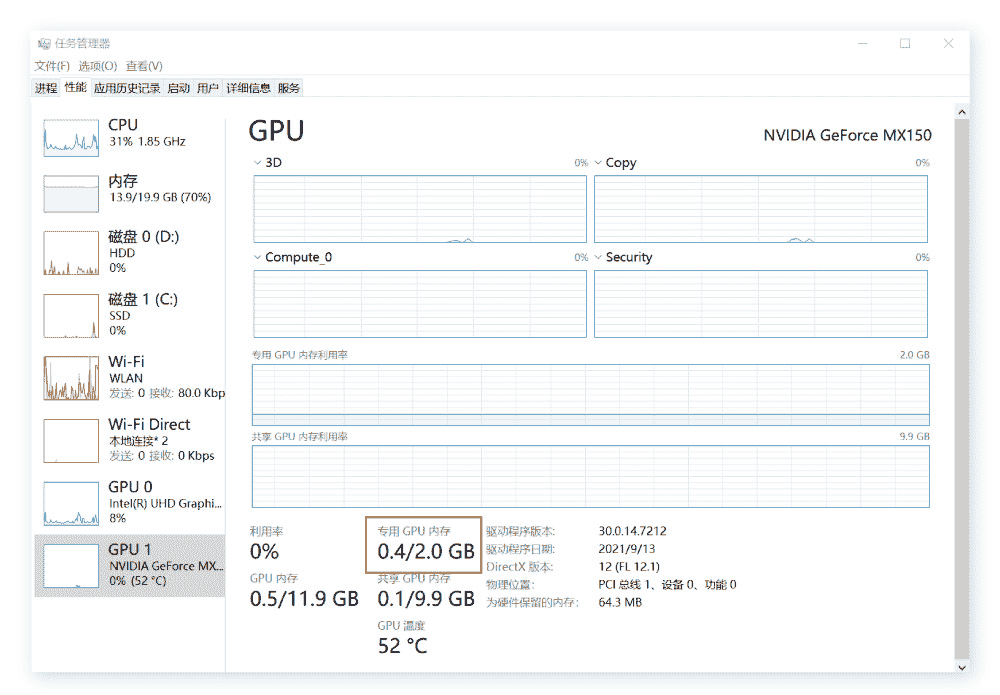 任务管理器
文件(F) 选项(O) 查看(V)
进程 性能 应用历史记录 启动 用户 详细信息 服务
CPU
31% 1.85 GHz
内存
13.9/19.9 GB (70%)
磁盘 0 (D:)
HDD
0%
磁盘 1 (C:)
SSD
0%
Wi-Fi
WLAN
发送: 0 接收: 80.0 Kbp
Wi-Fi Direct
本地连接* 2
发送: 0 接收: 0 Kbps
GPU 0
Intel(R) UHD Graphi...
8%
GPU 1
NVIDIA GeForce MX...
0% (52 °C)
GPU
NVIDIA GeForce MX150
3D 0%
Copy 0%
Compute_0 0%
Security 0%
专用 GPU 内存利用率 2.0 GB
共享 GPU 内存利用率 9.9 GB
利用率
0%
专用 GPU 内存
0.4/2.0 GB
GPU 内存
0.5/11.9 GB
共享 GPU 内存
0.1/9.9 GB
GPU 温度
52 °C
驱动程序版本: 30.0.14.7212
驱动程序日期: 2021/9/13
DirectX 版本: 12 (FL 12.1)
物理位置: PCI 总线 1、设备 0、功能 0
为硬件保留的内存: 64.3 MB